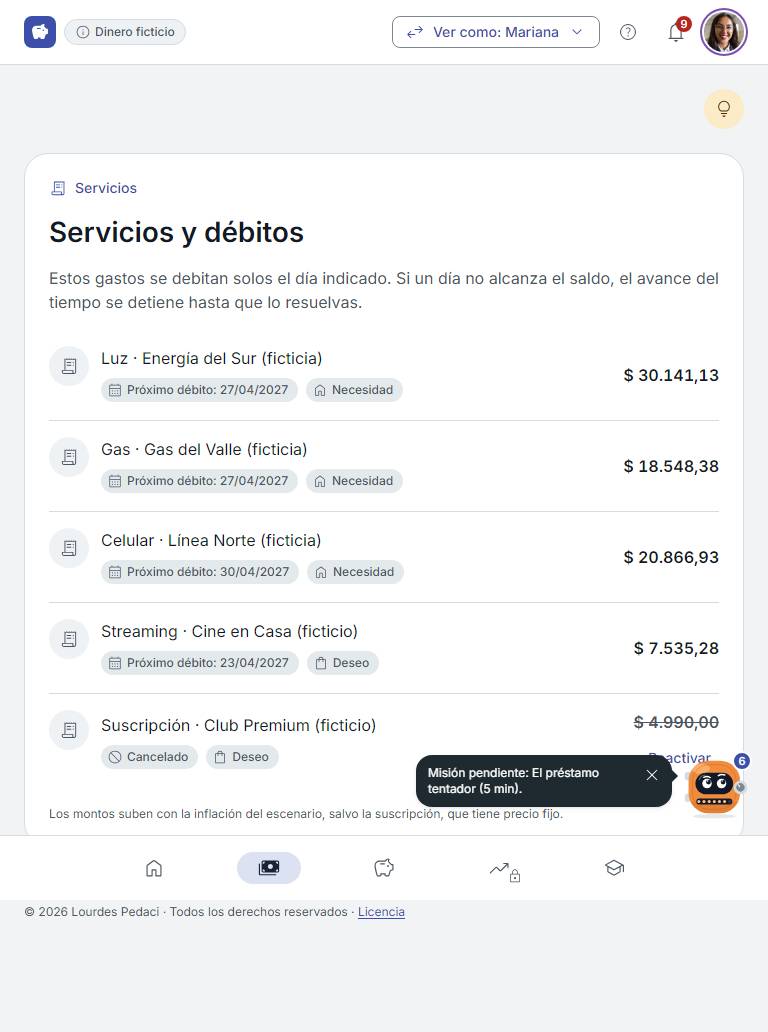 Dinero ficticio
Ver como: Mariana
9
Servicios
Servicios y débitos
Estos gastos se debitan solos el día indicado. Si un día no alcanza el saldo, el avance del
tiempo se detiene hasta que lo resuelvas.
Luz · Energía del Sur (ficticia)
Próximo débito: 27/04/2027
Necesidad
$ 30.141,13
Gas · Gas del Valle (ficticia)
Próximo débito: 27/04/2027
Necesidad
$ 18.548,38
Celular · Línea Norte (ficticia)
Próximo débito: 30/04/2027
Necesidad
$ 20.866,93
Streaming · Cine en Casa (ficticio)
Próximo débito: 23/04/2027
Deseo
$ 7.535,28
Suscripción · Club Premium (ficticio)
Cancelado
Deseo
$ 4.990,00
Misión pendiente: El préstamo
tentador (5 min).
6
Los montos suben con la inflación del escenario, salvo la suscripción, que tiene precio fijo.
© 2026 Lourdes Pedaci · Todos los derechos reservados · Licencia